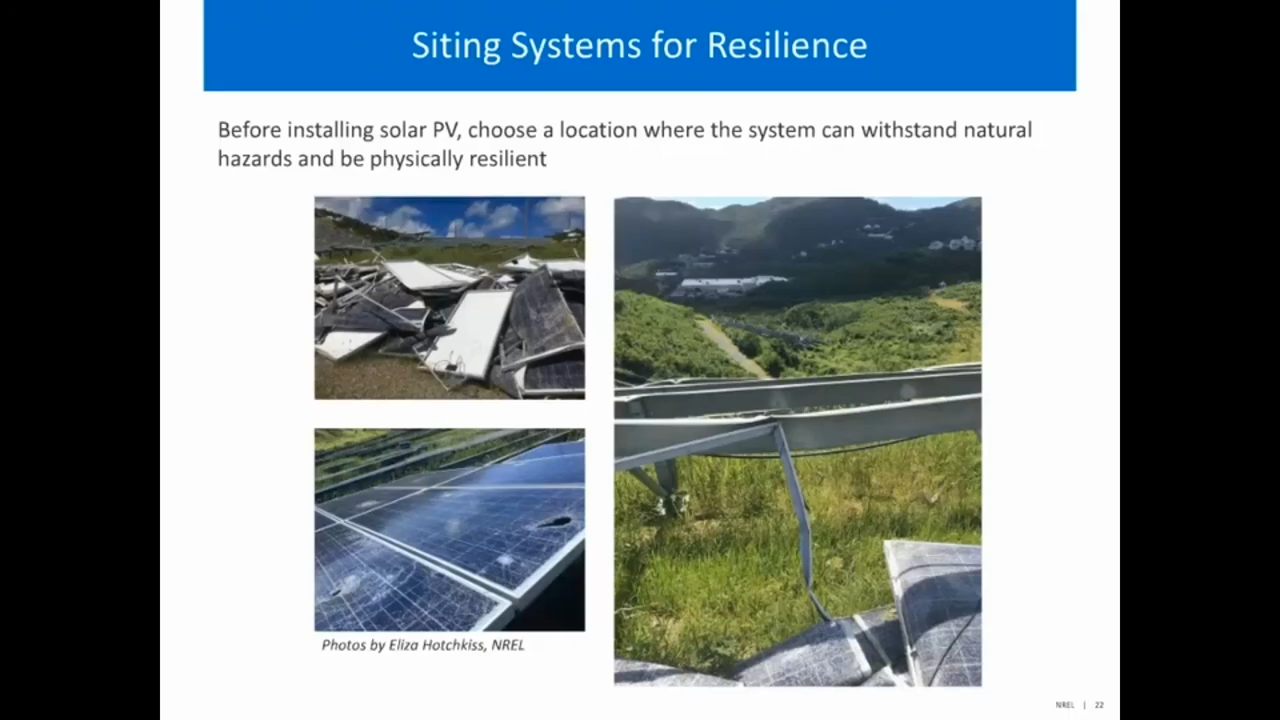 Siting Systems for Resilience
Before installing solar PV, choose a location where the system can withstand natural
hazards and be physically resilient
Photos by Eliza Hotchkiss, NREL
NREL | 22